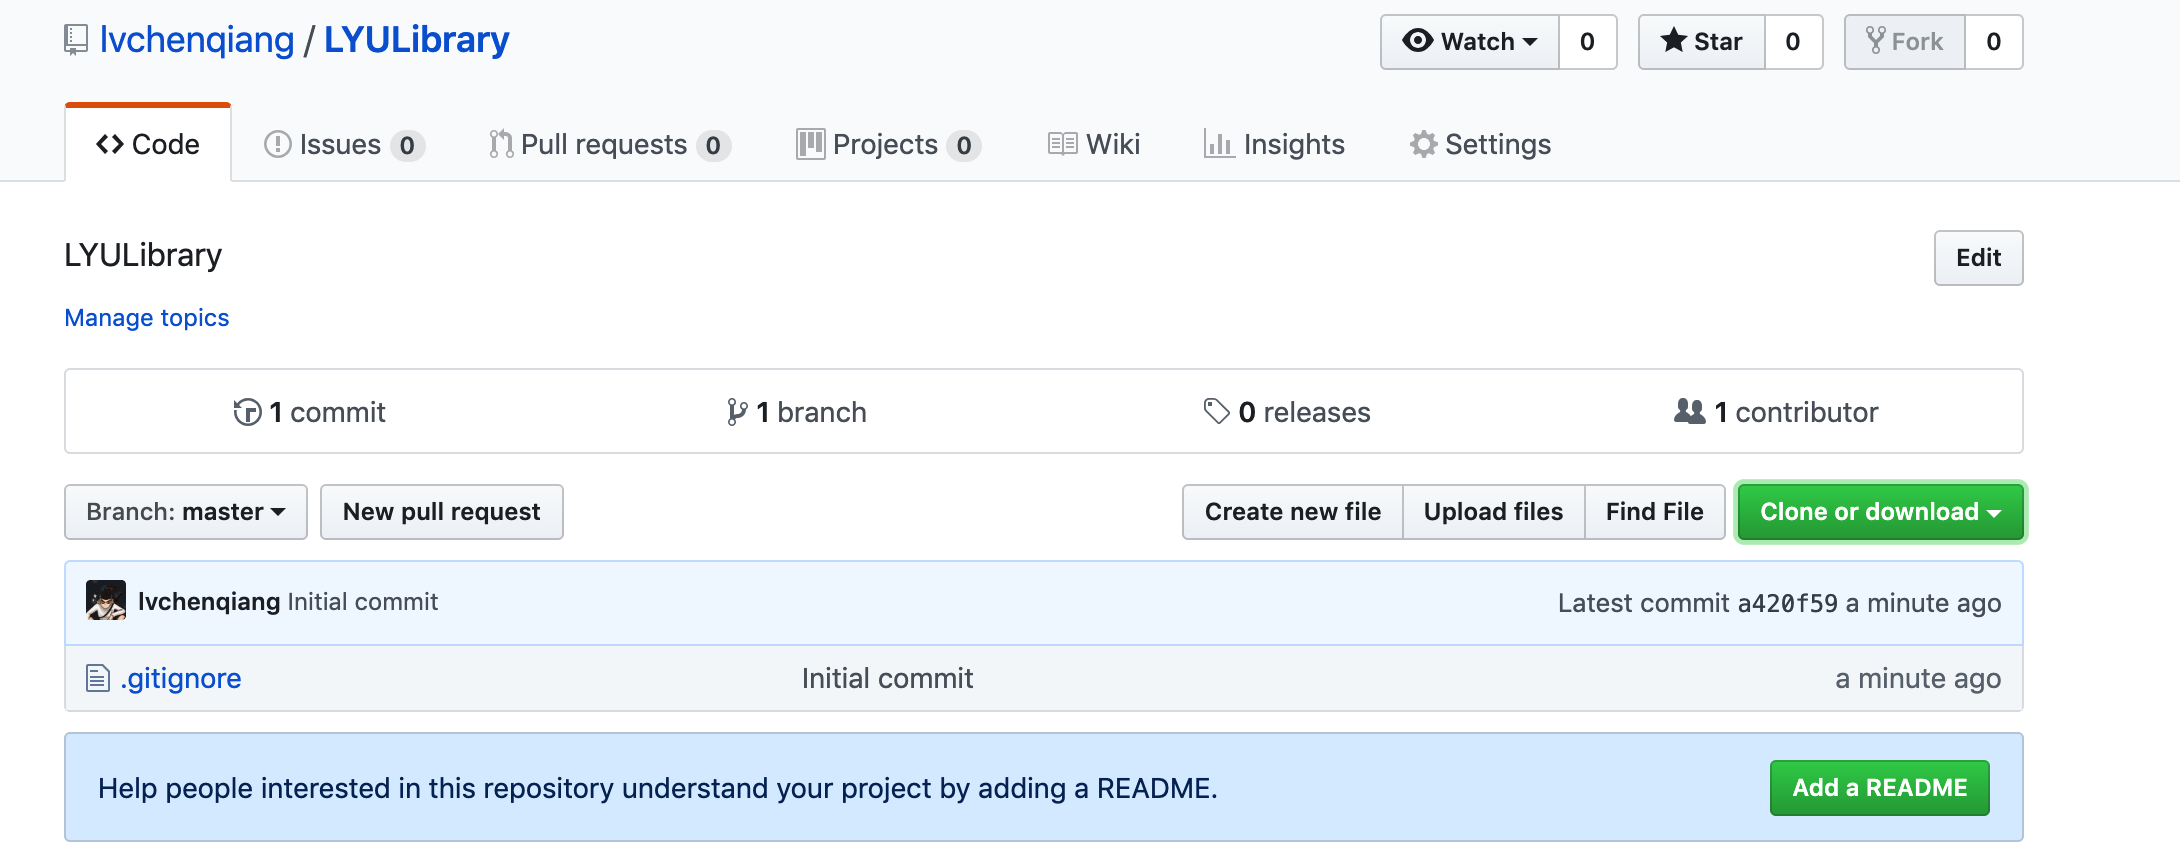 lvchenqiang / LYULibrary
Watch 0 Star 0 Fork 0
Code Issues 0 Pull requests 0 Projects 0 Wiki Insights Settings
LYULibrary Edit
Manage topics
1 commit 1 branch 0 releases 1 contributor
Branch: master New pull request Create new file Upload files Find File Clone or download
lvchenqiang Initial commit Latest commit a420f59 a minute ago
.gitignore Initial commit a minute ago
Help people interested in this repository understand your project by adding a README. Add a README